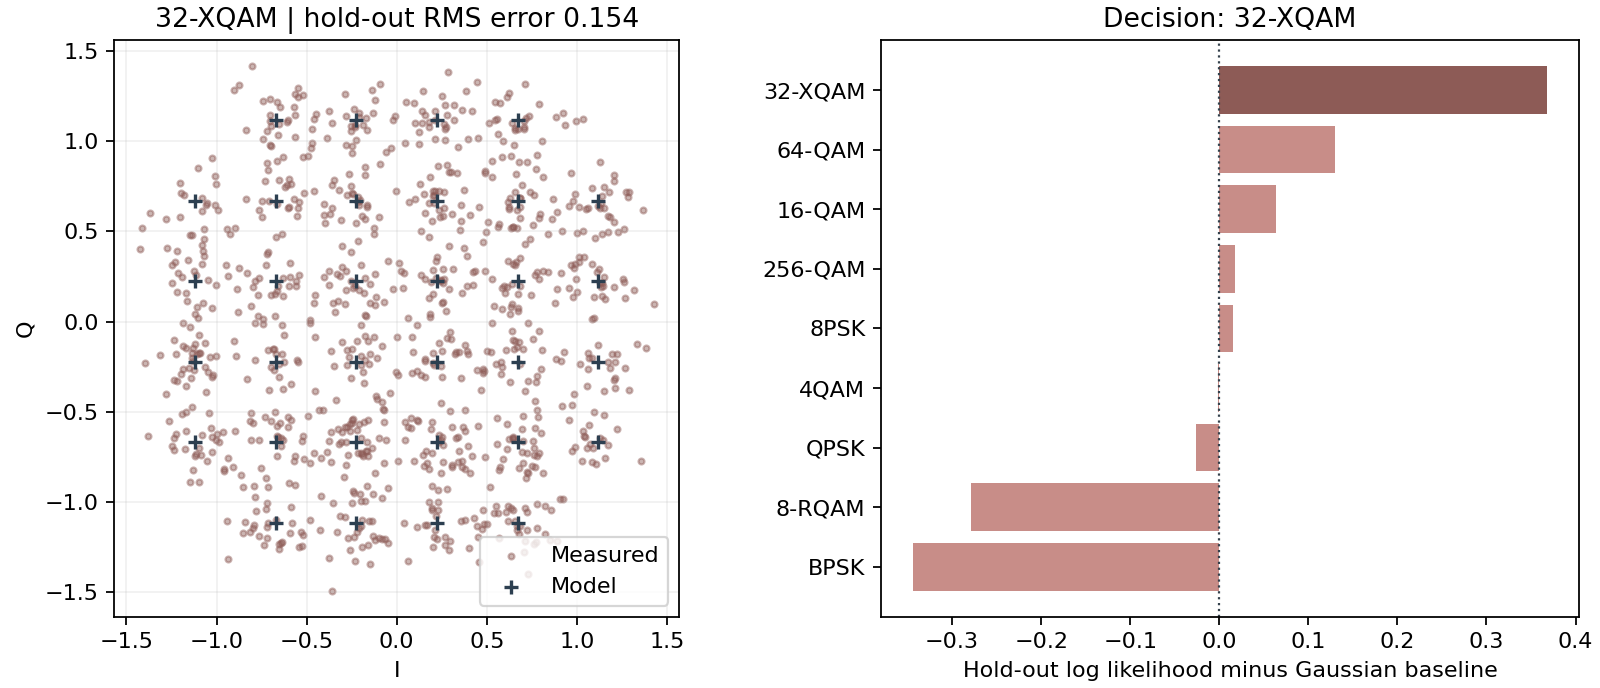 32-XQAM | hold-out RMS error 0.154
1.5
1.0
0.5
0.0
−0.5
−1.0
−1.5
Q
−1.5
−1.0
−0.5
0.0
0.5
1.0
1.5
I
Measured
Model
Decision: 32-XQAM
32-XQAM
64-QAM
16-QAM
256-QAM
8PSK
4QAM
QPSK
8-RQAM
BPSK
−0.3
−0.2
−0.1
0.0
0.1
0.2
0.3
0.4
Hold-out log likelihood minus Gaussian baseline